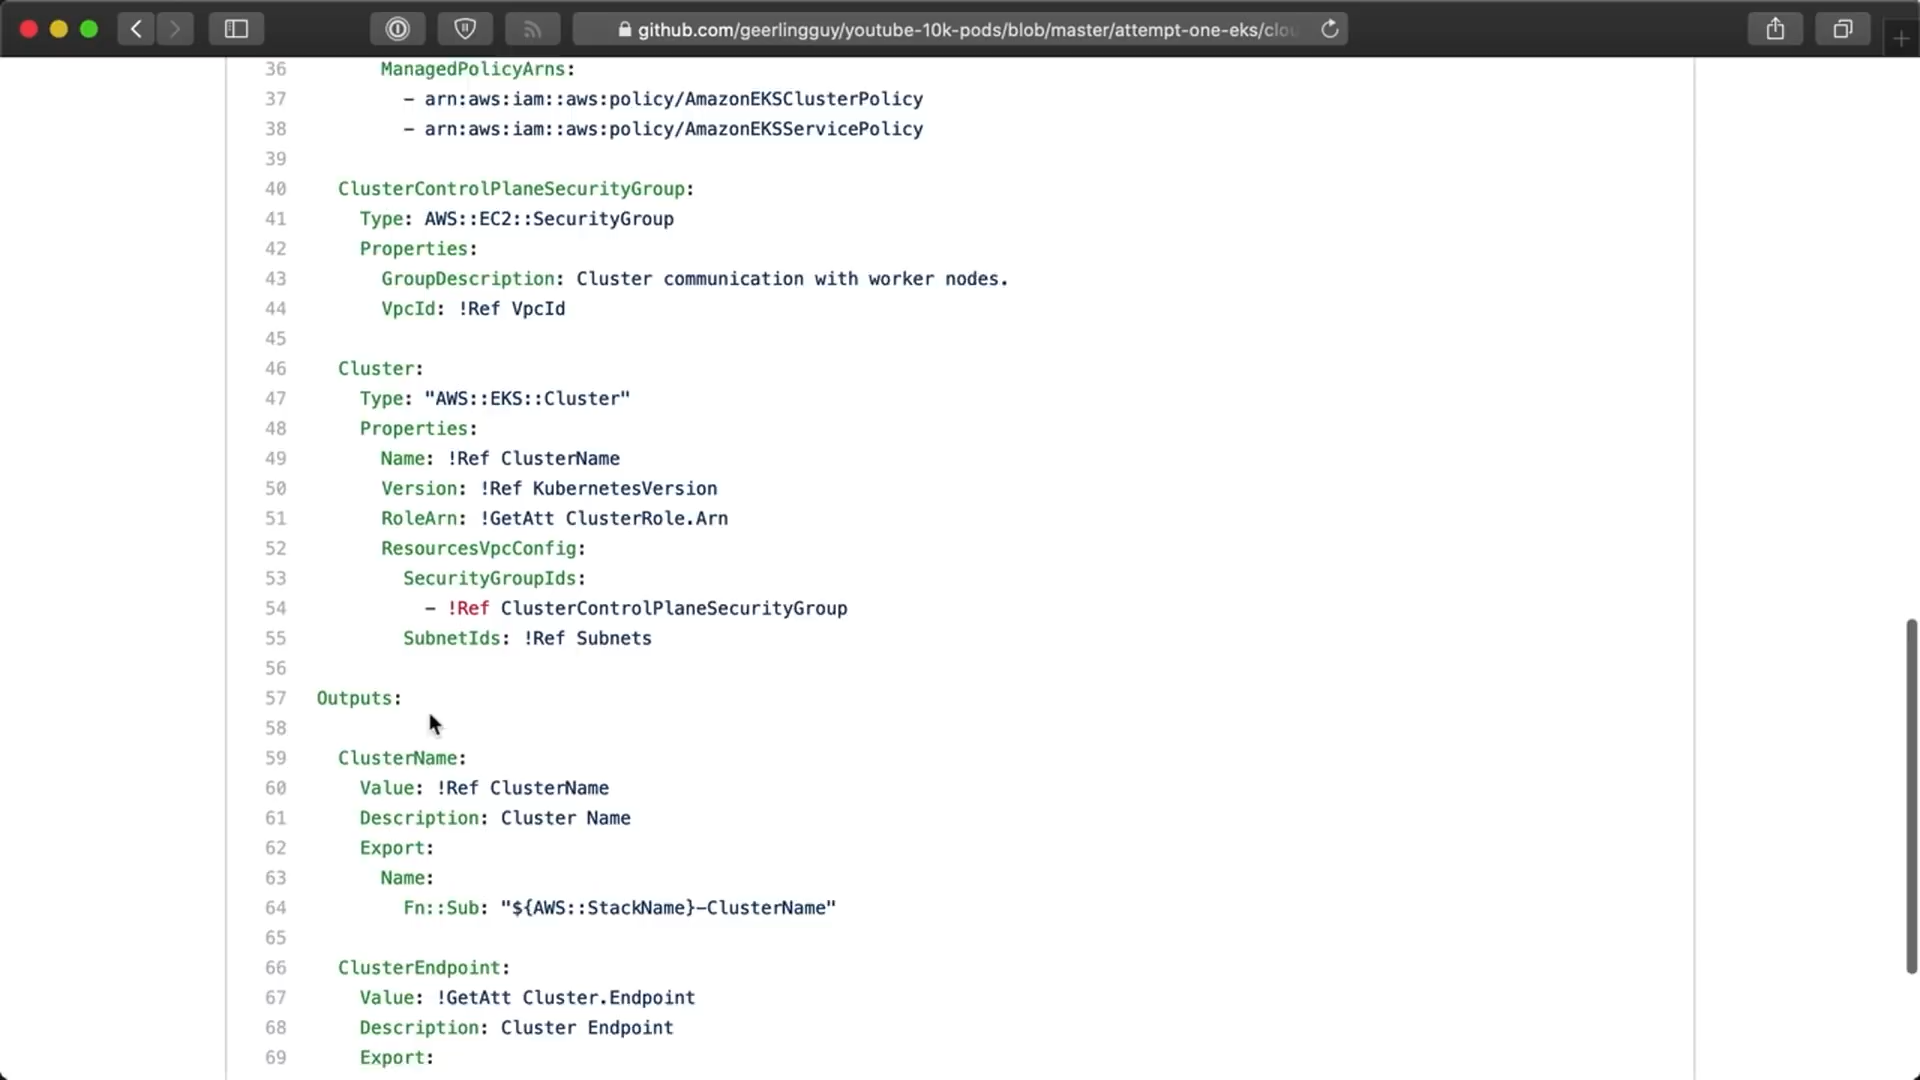 github.com/geerlingguy/youtube-10k-pods/blob/master/attempt-one-eks/clou
36 ManagedPolicyArns:
37 - arn:aws:iam::aws:policy/AmazonEKSClusterPolicy
38 - arn:aws:iam::aws:policy/AmazonEKSServicePolicy
39
40 ClusterControlPlaneSecurityGroup:
41 Type: AWS::EC2::SecurityGroup
42 Properties:
43 GroupDescription: Cluster communication with worker nodes.
44 VpcId: !Ref VpcId
45
46 Cluster:
47 Type: "AWS::EKS::Cluster"
48 Properties:
49 Name: !Ref ClusterName
50 Version: !Ref KubernetesVersion
51 RoleArn: !GetAtt ClusterRole.Arn
52 ResourcesVpcConfig:
53 SecurityGroupIds:
54 - !Ref ClusterControlPlaneSecurityGroup
55 SubnetIds: !Ref Subnets
56
57 Outputs:
58
59 ClusterName:
60 Value: !Ref ClusterName
61 Description: Cluster Name
62 Export:
63 Name:
64 Fn::Sub: "${AWS::StackName}-ClusterName"
65
66 ClusterEndpoint:
67 Value: !GetAtt Cluster.Endpoint
68 Description: Cluster Endpoint
69 Export: